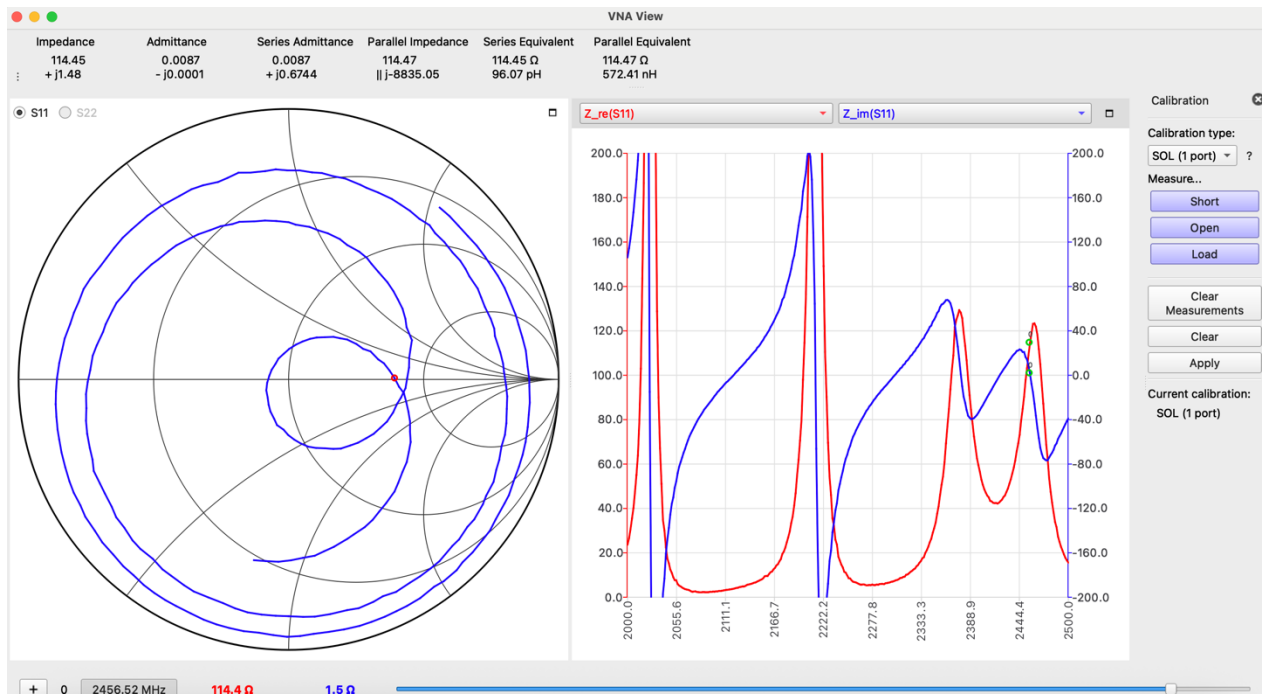 VNA View
Impedance Admittance Series Admittance Parallel Impedance Series Equivalent Parallel Equivalent
114.45 0.0087 0.0087 114.47 114.45 Ω 114.47 Ω
+ j1.48 - j0.0001 + j0.6744 || j-8835.05 96.07 pH 572.41 nH
S11 S22
Z_re(S11) Z_im(S11)
200.0 200.0
180.0 160.0
160.0 120.0
140.0 80.0
120.0 40.0
100.0 0.0
80.0 -40.0
60.0 -80.0
40.0 -120.0
20.0 -160.0
0.0 -200.0
0
0
2000.0 2055.6 2111.1 2166.7 2222.2 2277.8 2333.3 2388.9 2444.4 2500.0
Calibration
Calibration type:
SOL (1 port) ?
Measure...
Short
Open
Load
Clear
Measurements
Clear
Apply
Current calibration:
SOL (1 port)
+ 0 2456.52 MHz 114.4 Ω 1.5 Ω